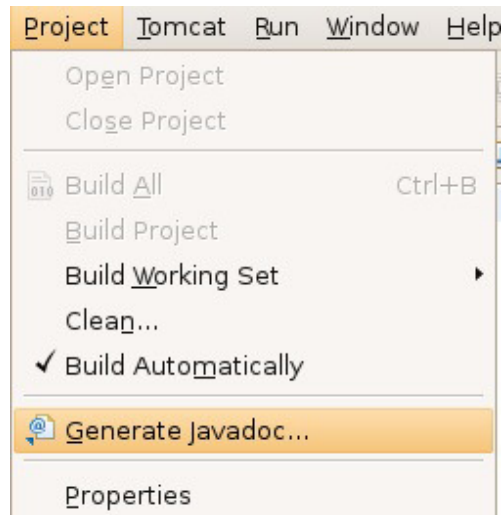 Project Tomcat Run Window Help
Open Project
Close Project
010
Build All Ctrl+B
Build Project
Build Working Set
Clean...
Build Automatically
@ Generate Javadoc...
Properties